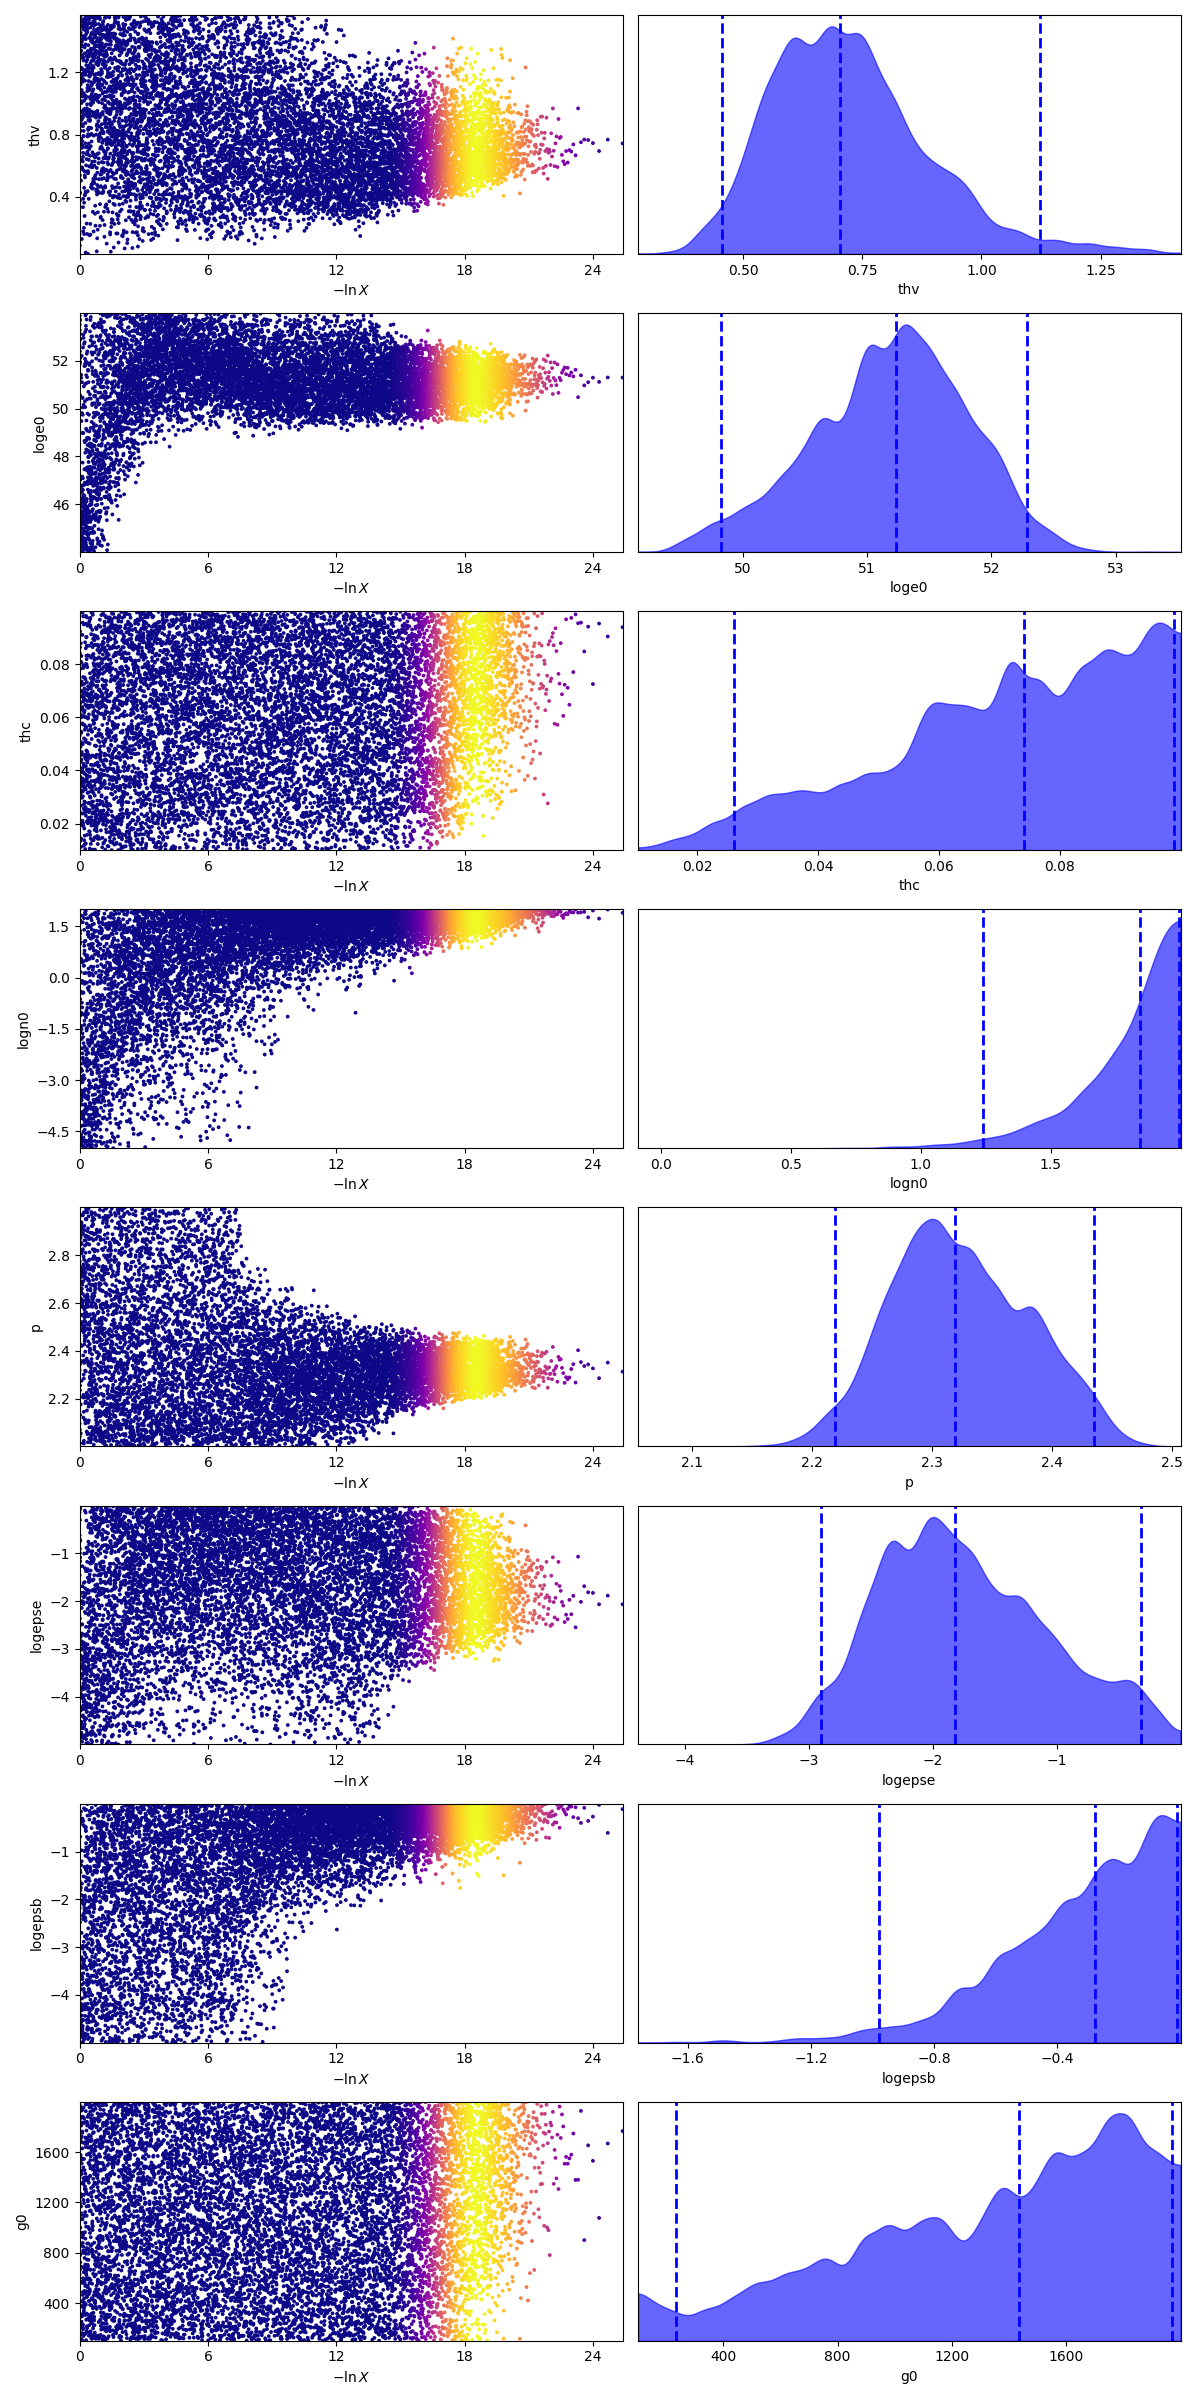 thv
1.2
0.8
0.4
0 6 12 18 24
−ln X
0.50 0.75 1.00 1.25
thv
loge0
52
50
48
46
0 6 12 18 24
−ln X
50 51 52 53
loge0
thc
0.08
0.06
0.04
0.02
0 6 12 18 24
−ln X
0.02 0.04 0.06 0.08
thc
logn0
1.5
0.0
−1.5
−3.0
−4.5
0 6 12 18 24
−ln X
0.0 0.5 1.0 1.5
logn0
p
2.8
2.6
2.4
2.2
0 6 12 18 24
−ln X
2.1 2.2 2.3 2.4 2.5
p
logepse
−1
−2
−3
−4
0 6 12 18 24
−ln X
−4 −3 −2 −1
logepse
logepsb
−1
−2
−3
−4
0 6 12 18 24
−ln X
−1.6 −1.2 −0.8 −0.4
logepsb
g0
1600
1200
800
400
0 6 12 18 24
−ln X
400 800 1200 1600
g0